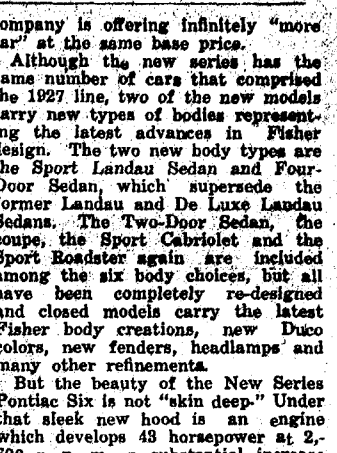 ompany is offering infinitely "more
ar" at the same base price.
Although the new series has the
ame number of cars that comprised
he 1927 line, two of the new models
arry new types of bodies represent-
ng the latest advances in Fisher
design. The two new body types are
he Sport Landau Sedan and Four-
Door Sedan, which supersede the
former Landau and De Luxe Landau
Sedans. The Two-Door Sedan, the
coupe, the Sport Cabriolet and the
Sport Roadster again are included
among the six body choices, but all
have been completely re-designed
and closed models carry the latest
Fisher body creations, new Duco
colors, new fenders, headlamps and
many other refinements.
But the beauty of the New Series
Pontiac Six is not "skin deep." Under
that sleek new hood is an engine
which develops 43 horsepower at 2,-